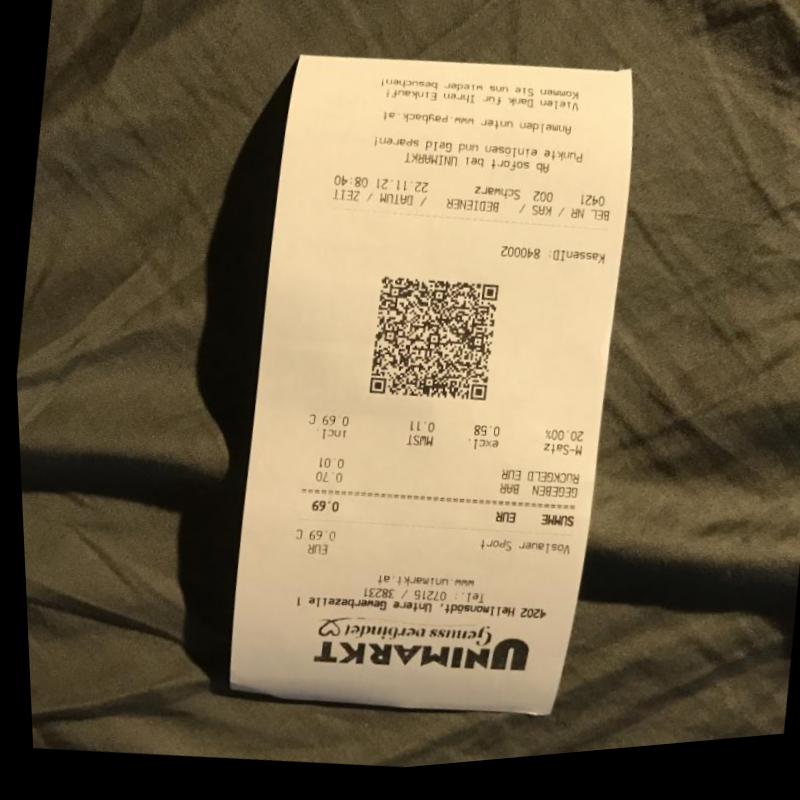 UNIMARKT
Genuss verbindet
4202 Hellmonsödt, Untere Gewerbezeile 1
Tel.: 07215 / 38231
www.unimarkt.at
EUR
Vöslauer Sport 0.69 C
SUMME EUR 0.69
GEGEBEN BAR 0.70
RÜCKGELD EUR 0.01
M-Satz excl. MWST incl.
20.00% 0.58 0.11 0.69 C
KassenID: 840002
BEL NR / KAS / BEDIENER / DATUM / ZEIT
0421 002 Schwarz 22.11.21 08:40
Ab sofort bei UNIMARKT
Punkte einlösen und Geld sparen!
Anmelden unter www.payback.at
Vielen Dank für Ihren Einkauf!
Kommen Sie uns wieder besuchen!